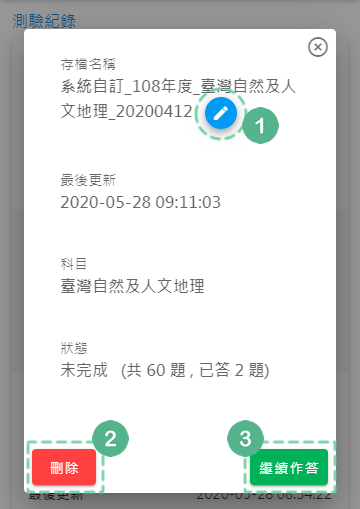 測驗紀錄
存檔名稱
系統自訂_108年度_臺灣自然及人
文地理_20200412
1
最後更新
2020-05-28 09:11:03
科目
臺灣自然及人文地理
狀態
未完成 (共 60 題 , 已答 2 題)
2
3
刪除
繼續作答
最後更新
2020-05-28 08:54:22